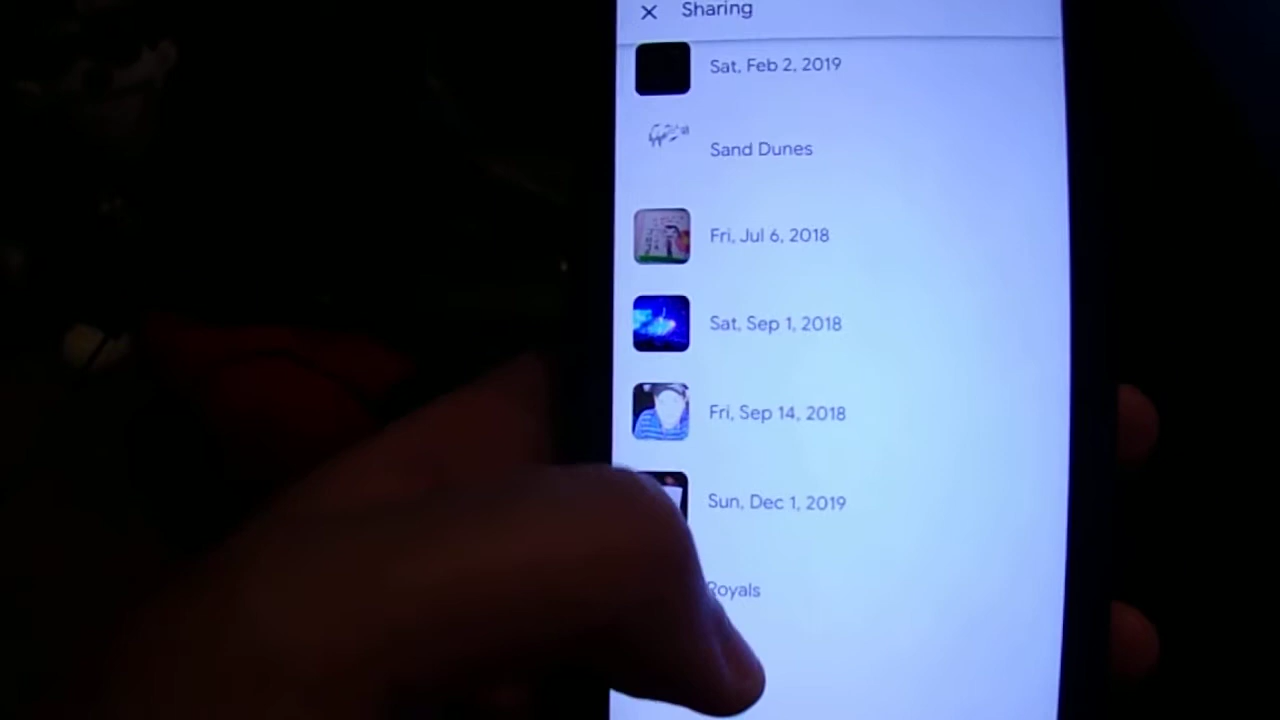 Sharing
Sat, Feb 2, 2019
Sand Dunes
Fri, Jul 6, 2018
Sat, Sep 1, 2018
Fri, Sep 14, 2018
Sun, Dec 1, 2019
Royals